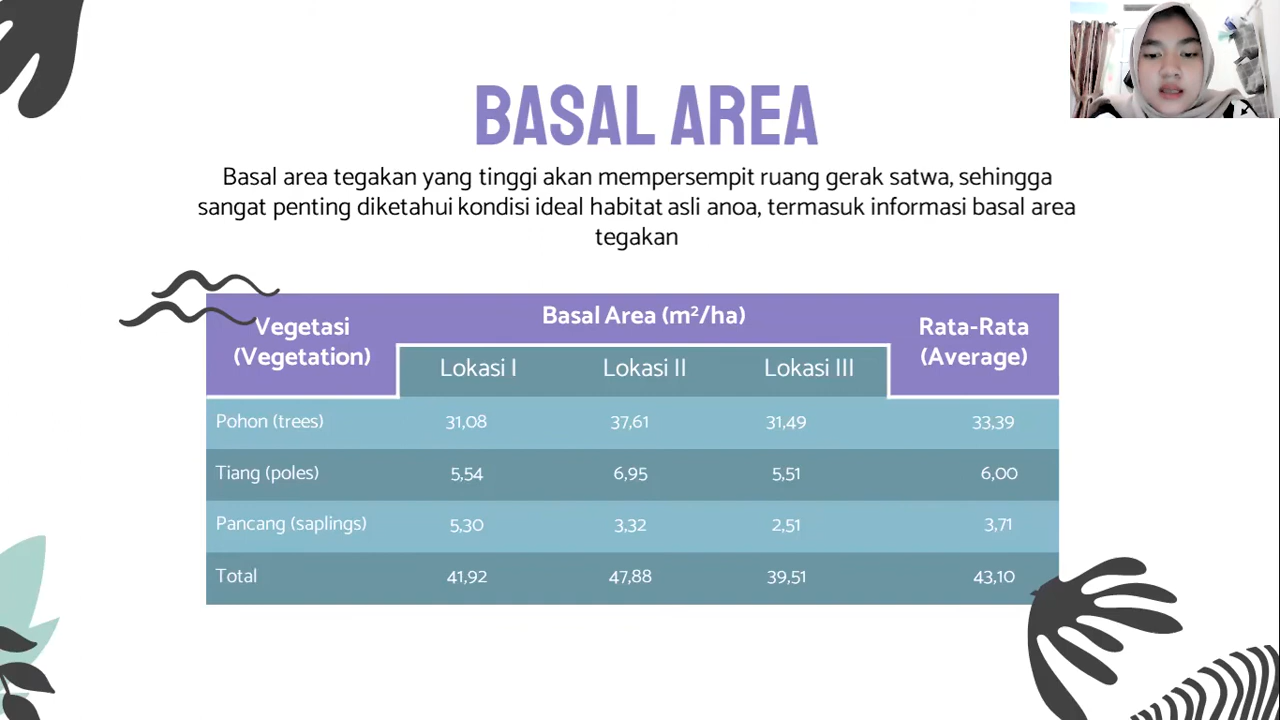 BASAL AREA
Basal area tegakan yang tinggi akan mempersempit ruang gerak satwa, sehingga
sangat penting diketahui kondisi ideal habitat asli anoa, termasuk informasi basal area
tegakan
Vegetasi
(Vegetation)
Basal Area (m²/ha)
Rata-Rata
(Average)
Lokasi I Lokasi II Lokasi III
Pohon (trees) 31,08 37,61 31,49 33,39
Tiang (poles) 5,54 6,95 5,51 6,00
Pancang (saplings) 5,30 3,32 2,51 3,71
Total 41,92 47,88 39,51 43,10